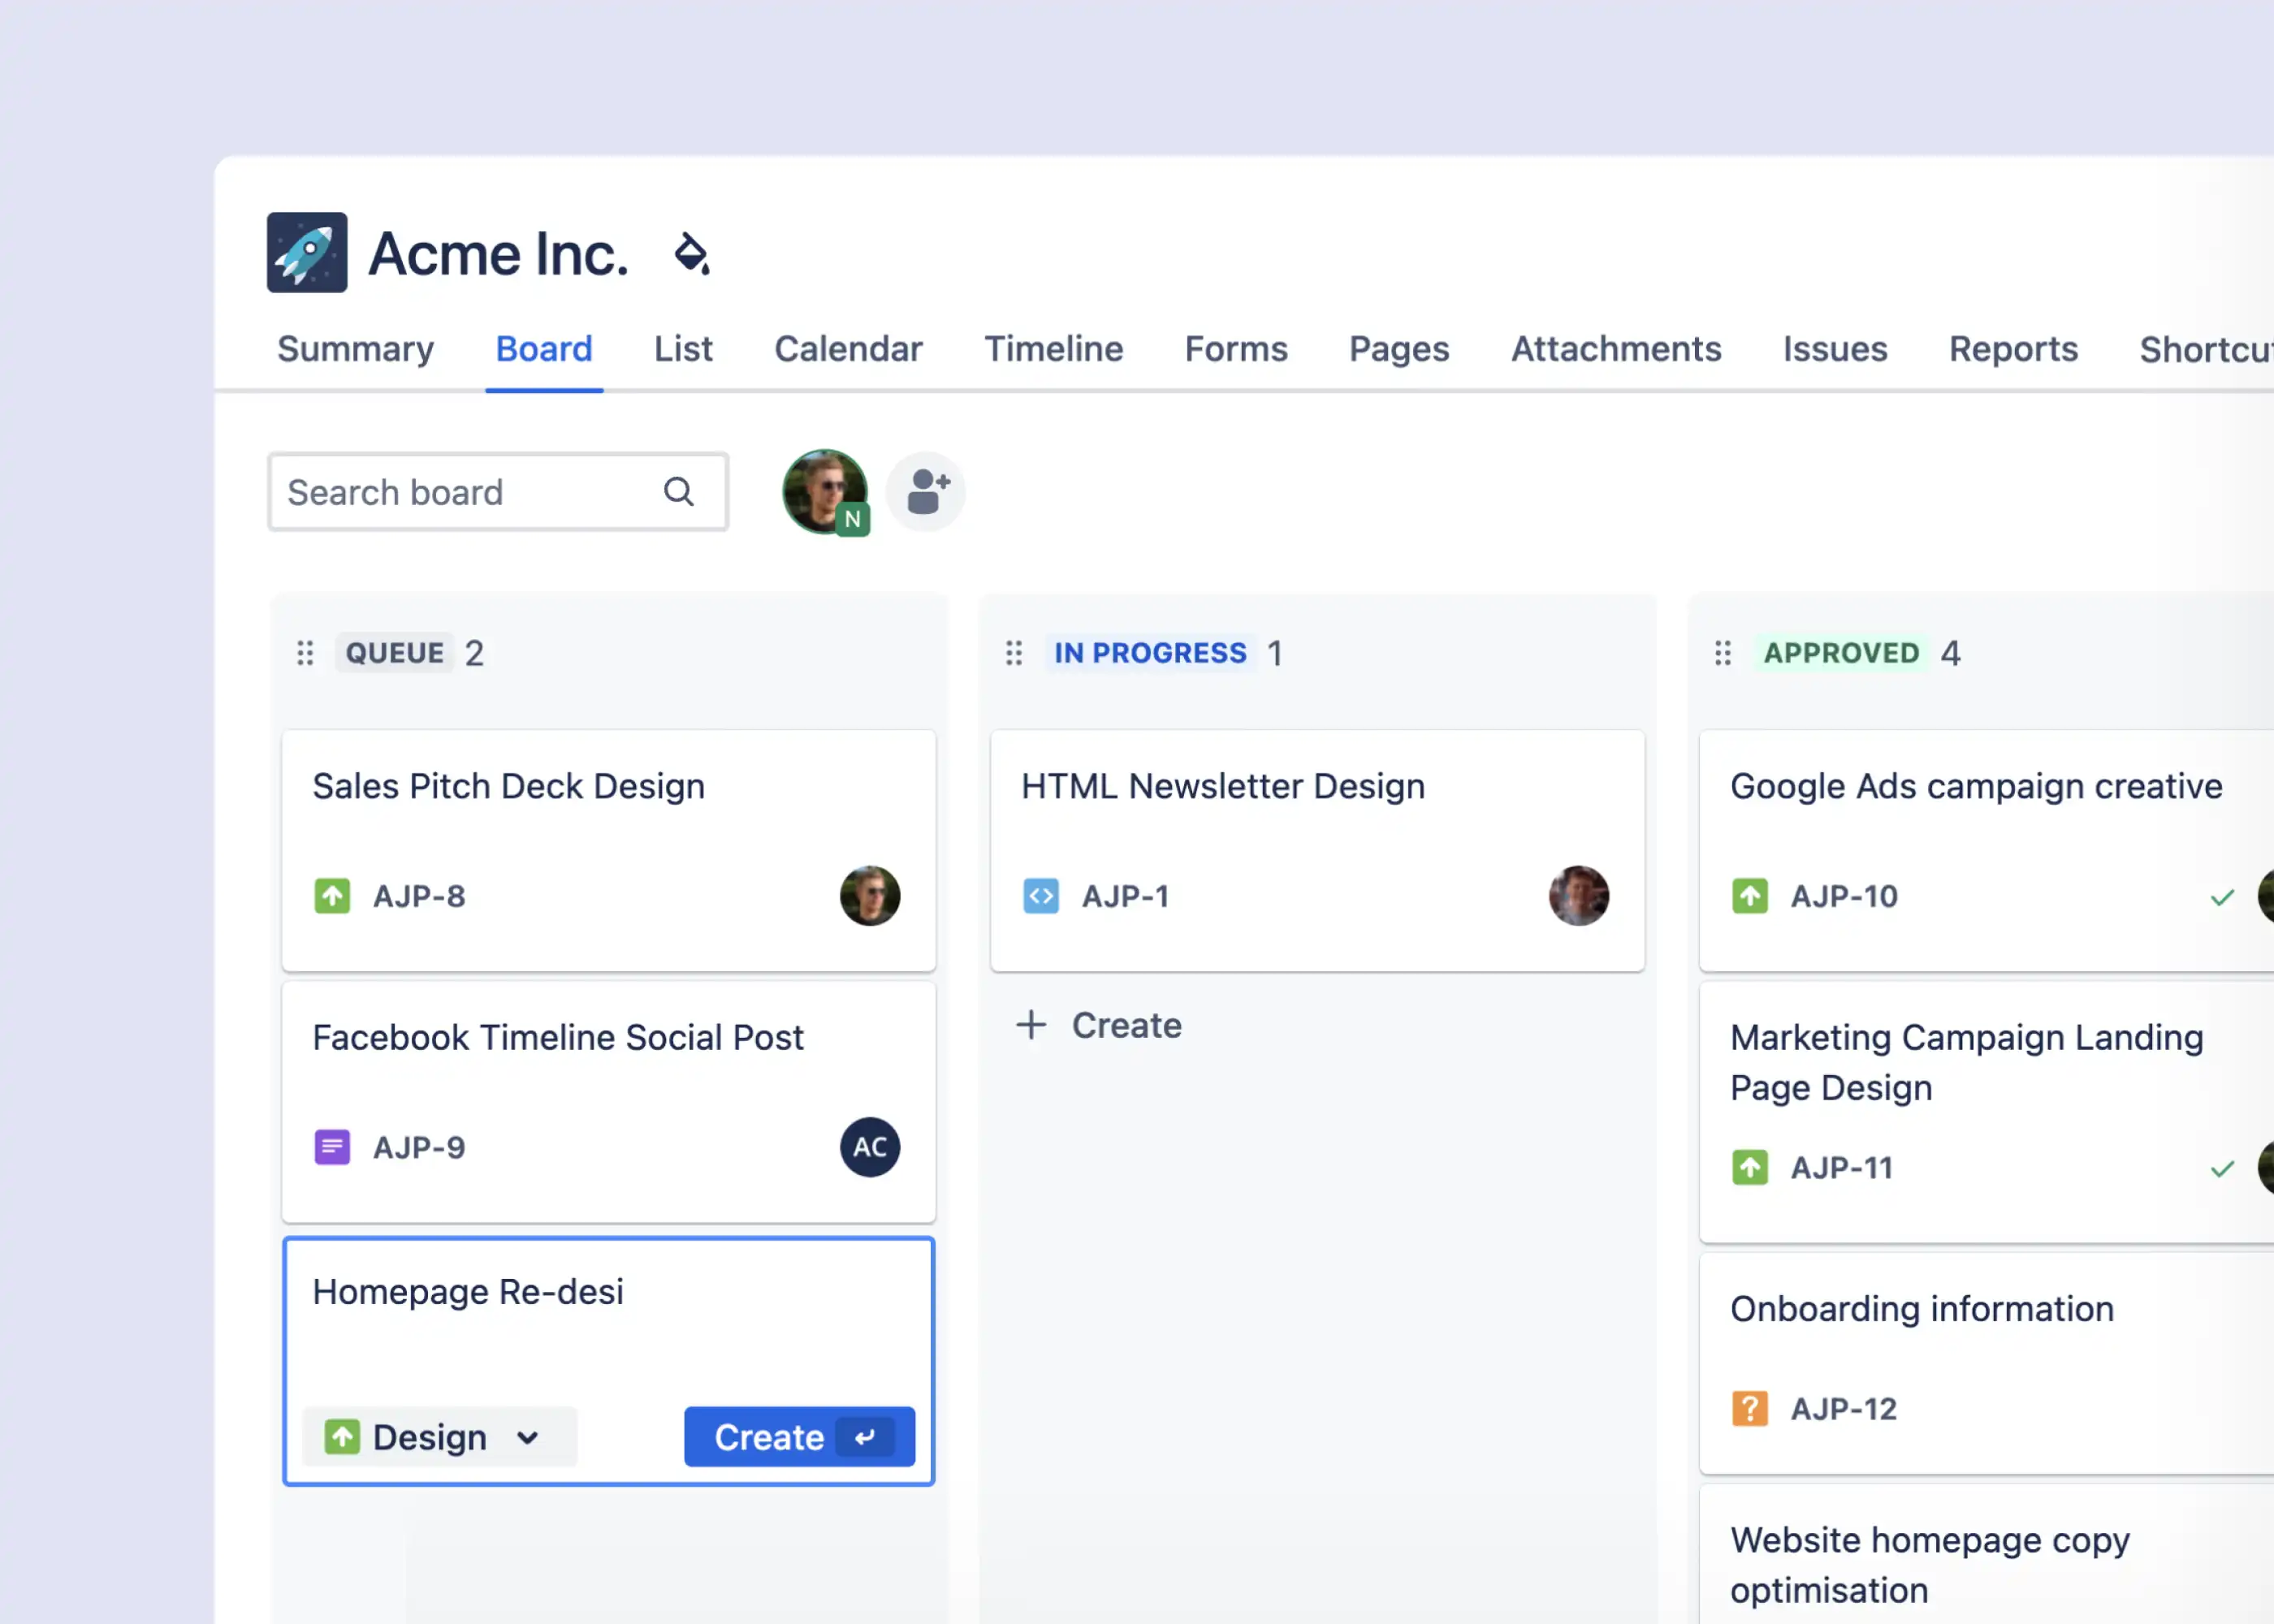 Acme Inc.
Summary Board List Calendar Timeline Forms Pages Attachments Issues Reports Shortcut
Search board
N
QUEUE 2
Sales Pitch Deck Design
AJP-8
Facebook Timeline Social Post
AJP-9
AC
Homepage Re-desi
Design
Create
IN PROGRESS 1
HTML Newsletter Design
AJP-1
Create
APPROVED 4
Google Ads campaign creative
AJP-10
Marketing Campaign Landing
Page Design
AJP-11
Onboarding information
?
AJP-12
Website homepage copy
optimisation